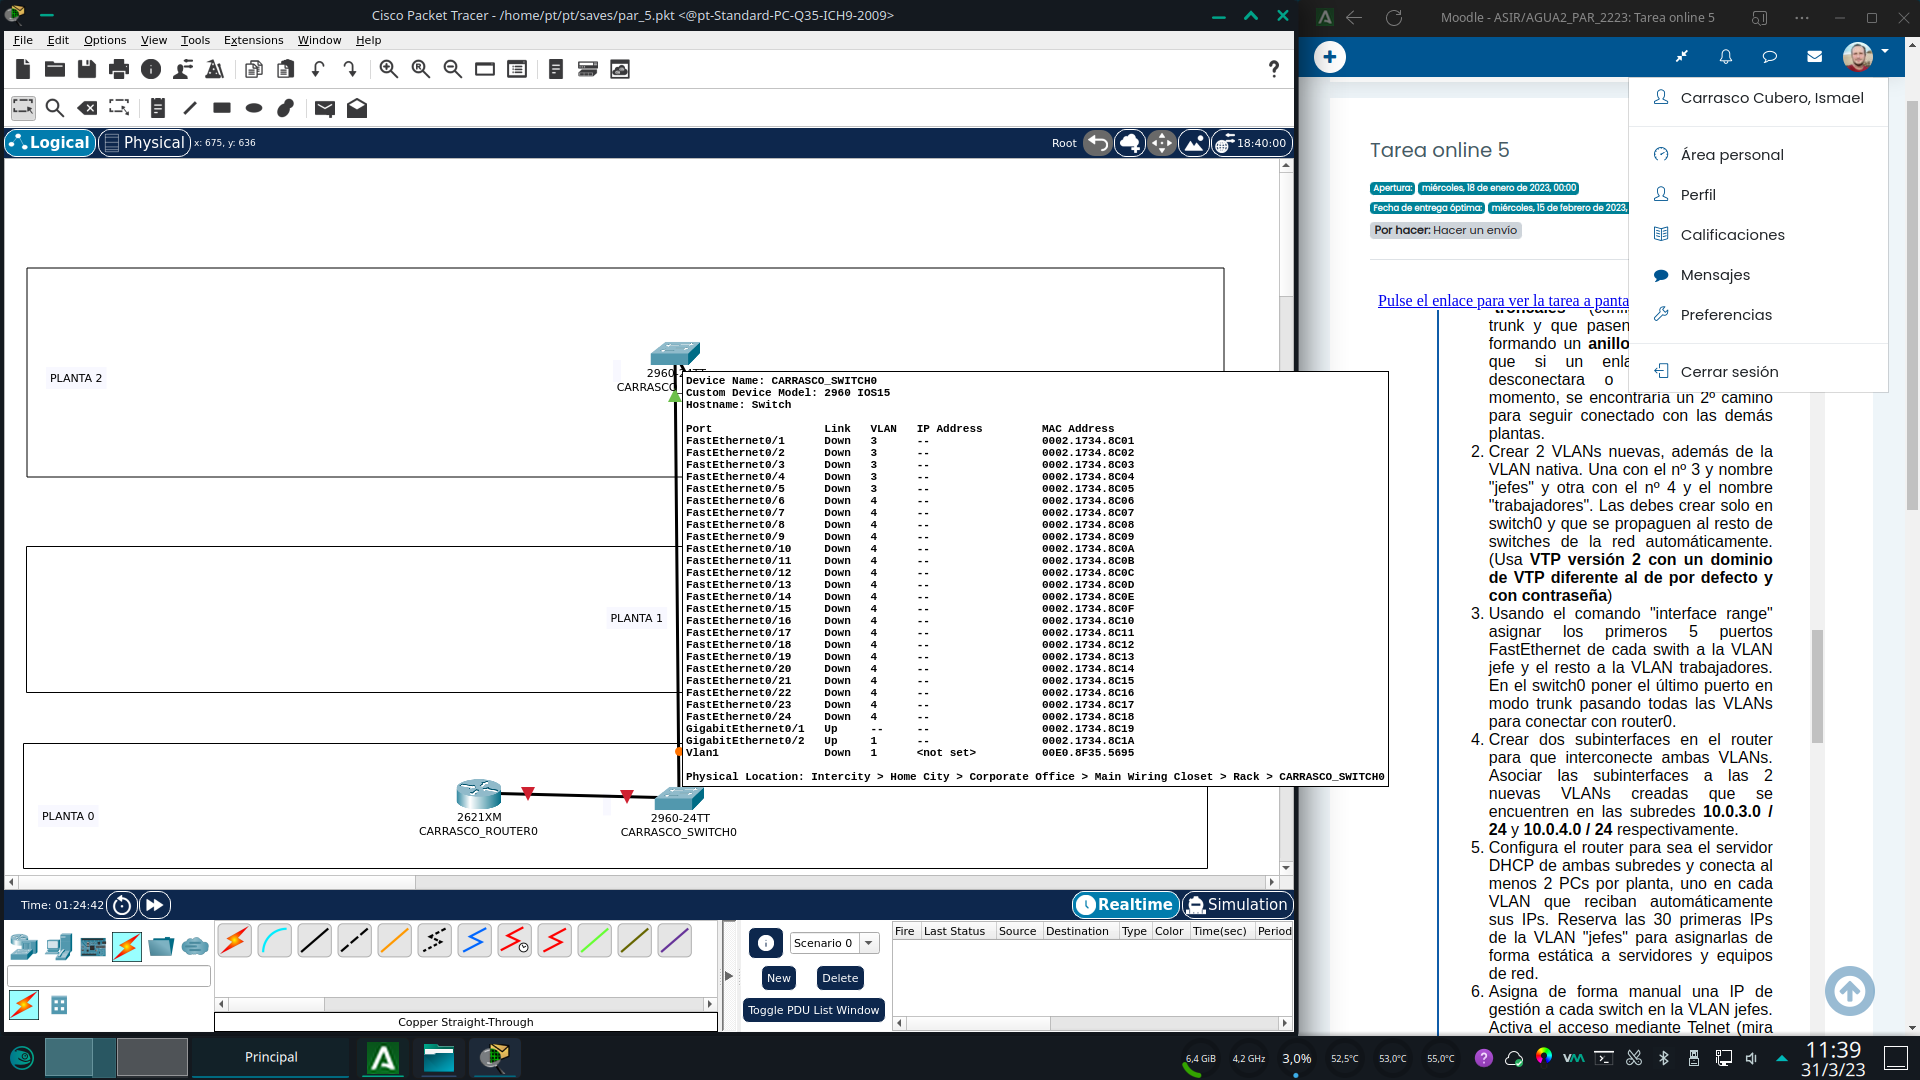 Cisco Packet Tracer - /home/pt/pt/saves/par_5.pkt <@pt-Standard-PC-Q35-ICH9-2009>
File Edit Options View Tools Extensions Window Help
?
Logical Physical x: 675, y: 636
Root 18:40:00
PLANTA 2
2960-24TT
CARRASCO_
Device Name: CARRASCO_SWITCH0
Custom Device Model: 2960 IOS15
Hostname: Switch
Port Link VLAN IP Address MAC Address
FastEthernet0/1 Down 3 -- 0002.1734.8C01
FastEthernet0/2 Down 3 -- 0002.1734.8C02
FastEthernet0/3 Down 3 -- 0002.1734.8C03
FastEthernet0/4 Down 3 -- 0002.1734.8C04
FastEthernet0/5 Down 3 -- 0002.1734.8C05
FastEthernet0/6 Down 4 -- 0002.1734.8C06
FastEthernet0/7 Down 4 -- 0002.1734.8C07
FastEthernet0/8 Down 4 -- 0002.1734.8C08
FastEthernet0/9 Down 4 -- 0002.1734.8C09
FastEthernet0/10 Down 4 -- 0002.1734.8C0A
FastEthernet0/11 Down 4 -- 0002.1734.8C0B
FastEthernet0/12 Down 4 -- 0002.1734.8C0C
FastEthernet0/13 Down 4 -- 0002.1734.8C0D
FastEthernet0/14 Down 4 -- 0002.1734.8C0E
FastEthernet0/15 Down 4 -- 0002.1734.8C0F
FastEthernet0/16 Down 4 -- 0002.1734.8C10
FastEthernet0/17 Down 4 -- 0002.1734.8C11
FastEthernet0/18 Down 4 -- 0002.1734.8C12
FastEthernet0/19 Down 4 -- 0002.1734.8C13
FastEthernet0/20 Down 4 -- 0002.1734.8C14
FastEthernet0/21 Down 4 -- 0002.1734.8C15
FastEthernet0/22 Down 4 -- 0002.1734.8C16
FastEthernet0/23 Down 4 -- 0002.1734.8C17
FastEthernet0/24 Down 4 -- 0002.1734.8C18
GigabitEthernet0/1 Up -- -- 0002.1734.8C19
GigabitEthernet0/2 Up 1 -- 0002.1734.8C1A
Vlan1 Down 1 <not set> 00E0.8F35.5695
Physical Location: Intercity > Home City > Corporate Office > Main Wiring Closet > Rack > CARRASCO_SWITCH0
PLANTA 1
PLANTA 0
2621XM
CARRASCO_ROUTER0
2960-24TT
CARRASCO_SWITCH0
Time: 01:24:42
Realtime Simulation
Copper Straight-Through
Scenario 0
New Delete
Toggle PDU List Window
Fire Last Status Source Destination Type Color Time(sec) Period
Moodle - ASIR/AGUA2_PAR_2223: Tarea online 5
Carrasco Cubero, Ismael
Área personal
Perfil
Calificaciones
Mensajes
Preferencias
Cerrar sesión
Tarea online 5
Apertura: miércoles, 18 de enero de 2023, 00:00
Fecha de entrega óptima: miércoles, 15 de febrero de 2023,
Por hacer: Hacer un envío
Pulse el enlace para ver la tarea a panta
trunk y que pasen
formando un anillo
que si un enla
desconectara o
momento, se encontraría un 2º camino
para seguir conectado con las demás
plantas.
2. Crear 2 VLANs nuevas, además de la
VLAN nativa. Una con el nº 3 y nombre
"jefes" y otra con el nº 4 y el nombre
"trabajadores". Las debes crear solo en
switch0 y que se propaguen al resto de
switches de la red automáticamente.
(Usa VTP versión 2 con un dominio
de VTP diferente al de por defecto y
con contraseña)
3. Usando el comando "interface range"
asignar los primeros 5 puertos
FastEthernet de cada swith a la VLAN
jefe y el resto a la VLAN trabajadores.
En el switch0 poner el último puerto en
modo trunk pasando todas las VLANs
para conectar con router0.
4. Crear dos subinterfaces en el router
para que interconecte ambas VLANs.
Asociar las subinterfaces a las 2
nuevas VLANs creadas que se
encuentren en las subredes 10.0.3.0 /
24 y 10.0.4.0 / 24 respectivamente.
5. Configura el router para sea el servidor
DHCP de ambas subredes y conecta al
menos 2 PCs por planta, uno en cada
VLAN que reciban automáticamente
sus IPs. Reserva las 30 primeras IPs
de la VLAN "jefes" para asignarlas de
forma estática a servidores y equipos
de red.
6. Asigna de forma manual una IP de
gestión a cada switch en la VLAN jefes.
Activa el acceso mediante Telnet (mira
Principal
6,4 GiB 4,2 GHz 3,0% 52,5°C 53,0°C 55,0°C
11:39
31/3/23